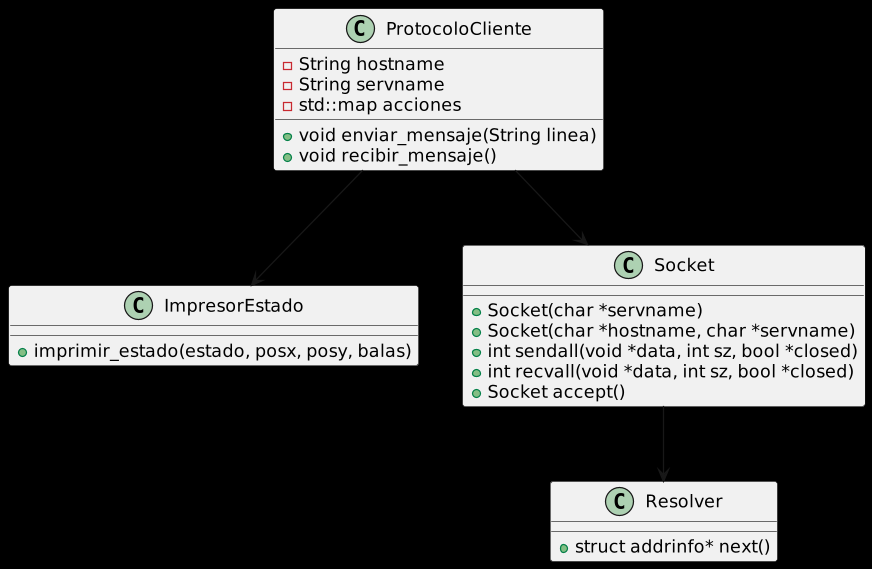 C ProtocoloCliente
String hostname
String servname
std::map acciones
void enviar_mensaje(String linea)
void recibir_mensaje()
C ImpresorEstado
imprimir_estado(estado, posx, posy, balas)
C Socket
Socket(char *servname)
Socket(char *hostname, char *servname)
int sendall(void *data, int sz, bool *closed)
int recvall(void *data, int sz, bool *closed)
Socket accept()
C Resolver
struct addrinfo* next()